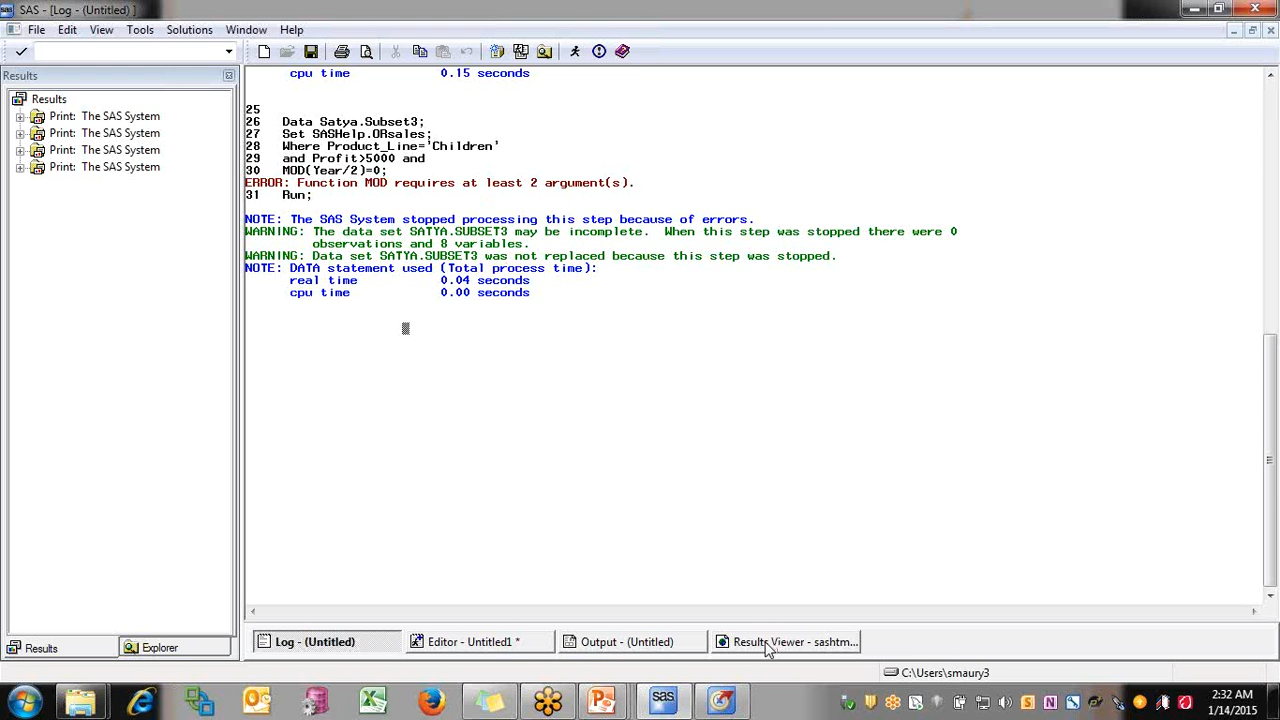 SAS - [Log - (Untitled)]
File Edit View Tools Solutions Window Help
Results
Results
Print: The SAS System
Print: The SAS System
Print: The SAS System
Print: The SAS System
Results
Explorer
cpu time 0.15 seconds
25
26 Data Satya.Subset3;
27 Set SASHelp.ORsales;
28 Where Product_Line='Children'
29 and Profit>5000 and
30 MOD(Year/2)=0;
ERROR: Function MOD requires at least 2 argument(s).
31 Run;
NOTE: The SAS System stopped processing this step because of errors.
WARNING: The data set SATYA.SUBSET3 may be incomplete. When this step was stopped there were 0
observations and 8 variables.
WARNING: Data set SATYA.SUBSET3 was not replaced because this step was stopped.
NOTE: DATA statement used (Total process time):
real time 0.04 seconds
cpu time 0.00 seconds
Log - (Untitled)
Editor - Untitled1 *
Output - (Untitled)
Results Viewer - sashtm...
C:\Users\smaury3
sas
2:32 AM
1/14/2015